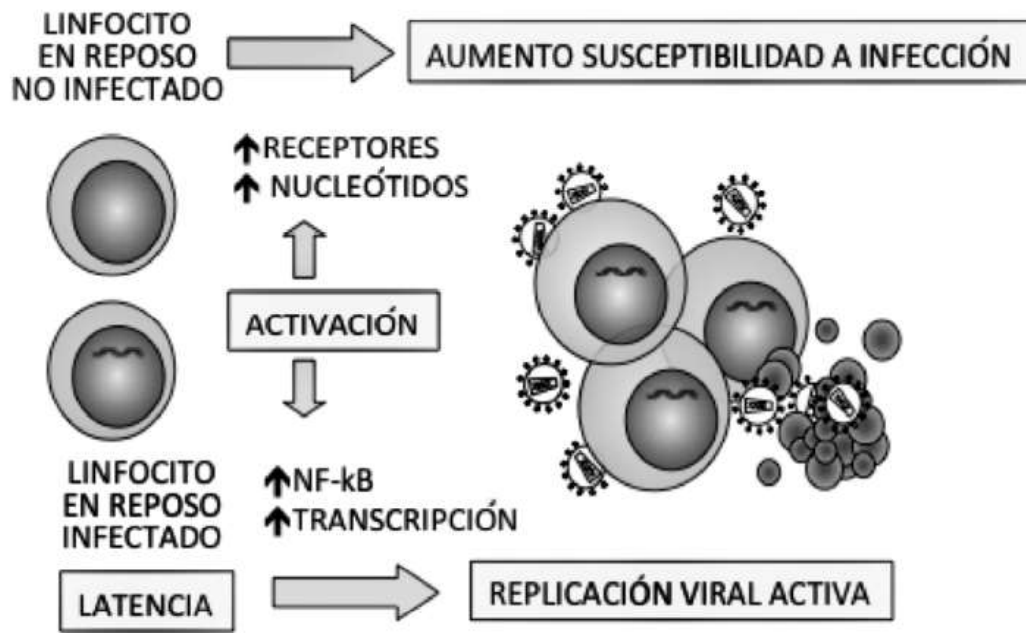 LINFOCITO
EN REPOSO
NO INFECTADO
AUMENTO SUSCEPTIBILIDAD A INFECCIÓN
RECEPTORES
NUCLEÓTIDOS
ACTIVACIÓN
LINFOCITO
EN REPOSO
INFECTADO
NF-kB
TRANSCRIPCIÓN
LATENCIA
REPLICACIÓN VIRAL ACTIVA